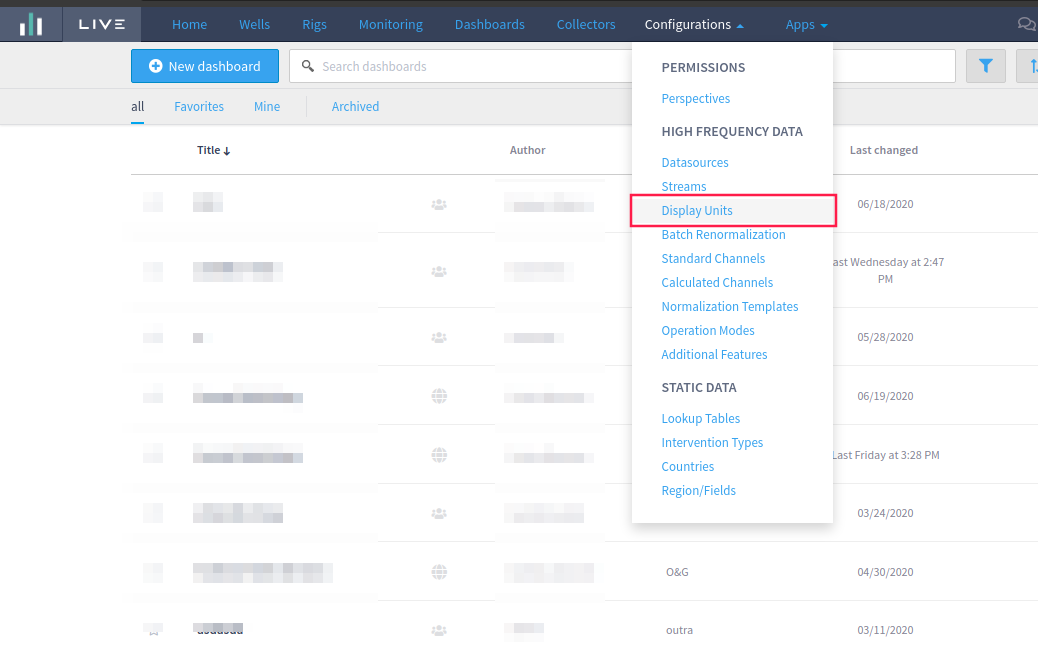 LIVE Home Wells Rigs Monitoring Dashboards Collectors Configurations Apps
New dashboard Search dashboards
all Favorites Mine Archived
Title Author Last changed
PERMISSIONS
Perspectives
HIGH FREQUENCY DATA
Datasources
Streams
Display Units
Batch Renormalization
Standard Channels
Calculated Channels
Normalization Templates
Operation Modes
Additional Features
STATIC DATA
Lookup Tables
Intervention Types
Countries
Region/Fields
06/18/2020
ast Wednesday at 2:47
PM
05/28/2020
06/19/2020
Last Friday at 3:28 PM
03/24/2020
O&G 04/30/2020
outra 03/11/2020